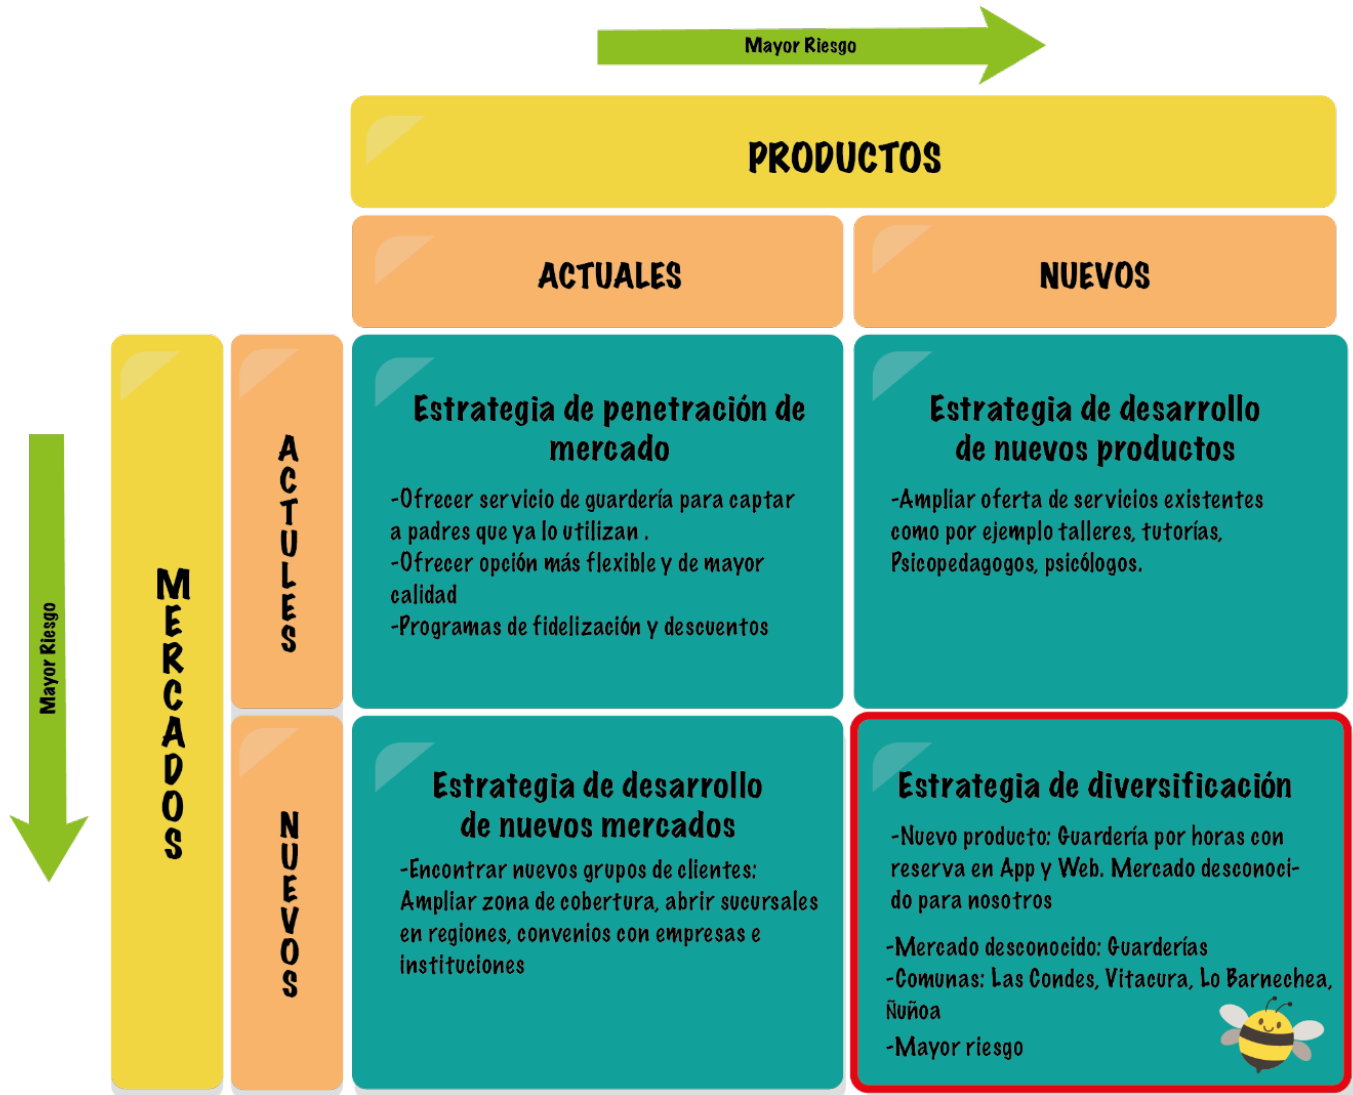 Mayor Riesgo
PRODUCTOS
ACTUALES
NUEVOS
Mayor Riesgo
MERCADOS
ACTULES
Estrategia de penetración de
mercado
-Ofrecer servicio de guardería para captar
a padres que ya lo utilizan .
-Ofrecer opción más flexible y de mayor
calidad
-Programas de fidelización y descuentos
Estrategia de desarrollo
de nuevos productos
-Ampliar oferta de servicios existentes
como por ejemplo talleres, tutorías,
Psicopedagogos, psicólogos.
NUEVOS
Estrategia de desarrollo
de nuevos mercados
-Encontrar nuevos grupos de clientes:
Ampliar zona de cobertura, abrir sucursales
en regiones, convenios con empresas e
instituciones
Estrategia de diversificación
-Nuevo producto: Guardería por horas con
reserva en App y Web. Mercado desconoci-
do para nosotros
-Mercado desconocido: Guarderías
-Comunas: Las Condes, Vitacura, Lo Barnechea,
Ñuñoa
-Mayor riesgo